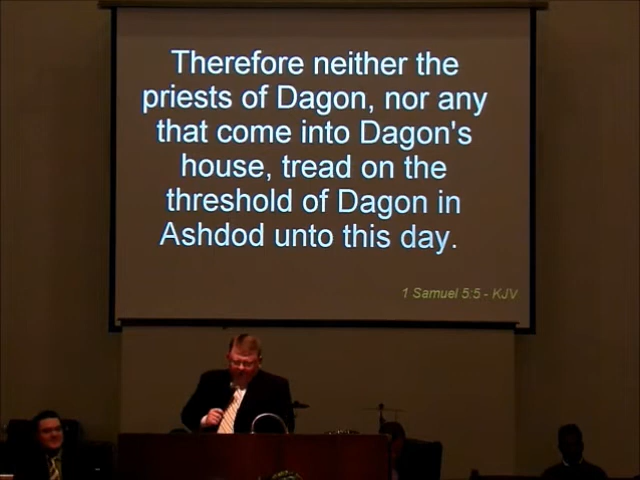 Therefore neither the
priests of Dagon, nor any
that come into Dagon's
house, tread on the
threshold of Dagon in
Ashdod unto this day.
1 Samuel 5:5 - KJV